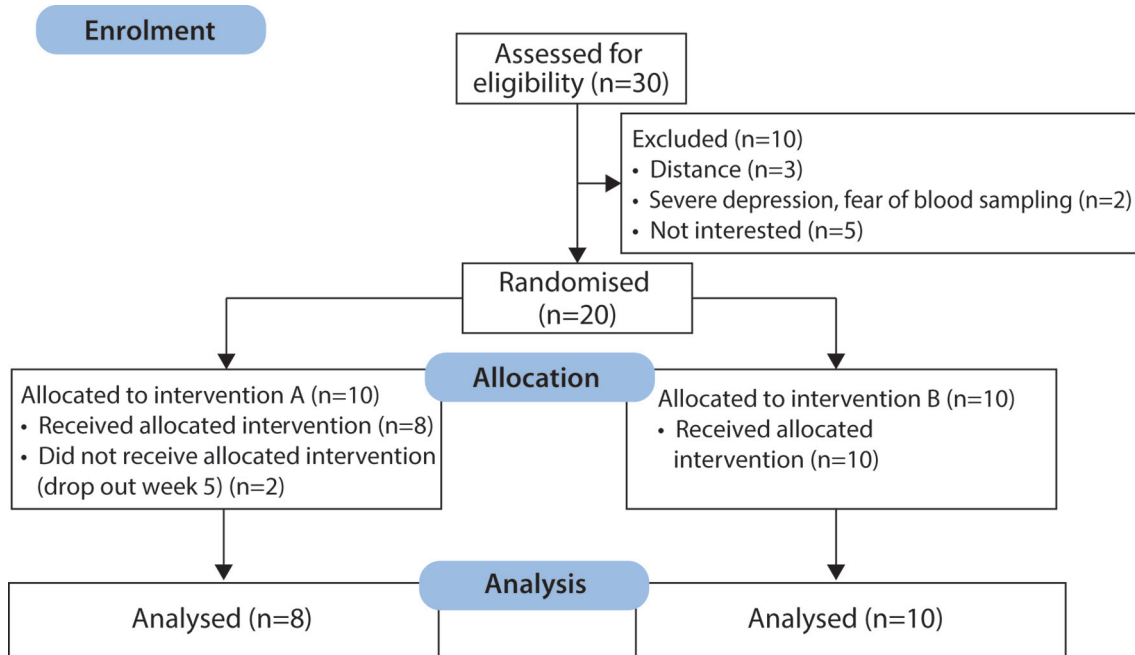 Enrolment
Assessed for
eligibility (n=30)
Excluded (n=10)
• Distance (n=3)
• Severe depression, fear of blood sampling (n=2)
• Not interested (n=5)
Randomised
(n=20)
Allocation
Allocated to intervention A (n=10)
• Received allocated intervention (n=8)
• Did not receive allocated intervention
(drop out week 5) (n=2)
Allocated to intervention B (n=10)
• Received allocated
intervention (n=10)
Analysis
Analysed (n=8)
Analysed (n=10)